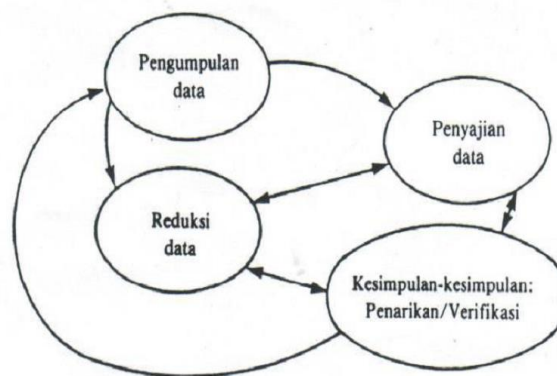 Pengumpulan
data
Penyajian
data
Reduksi
data
Kesimpulan-kesimpulan:
Penarikan/Verifikasi